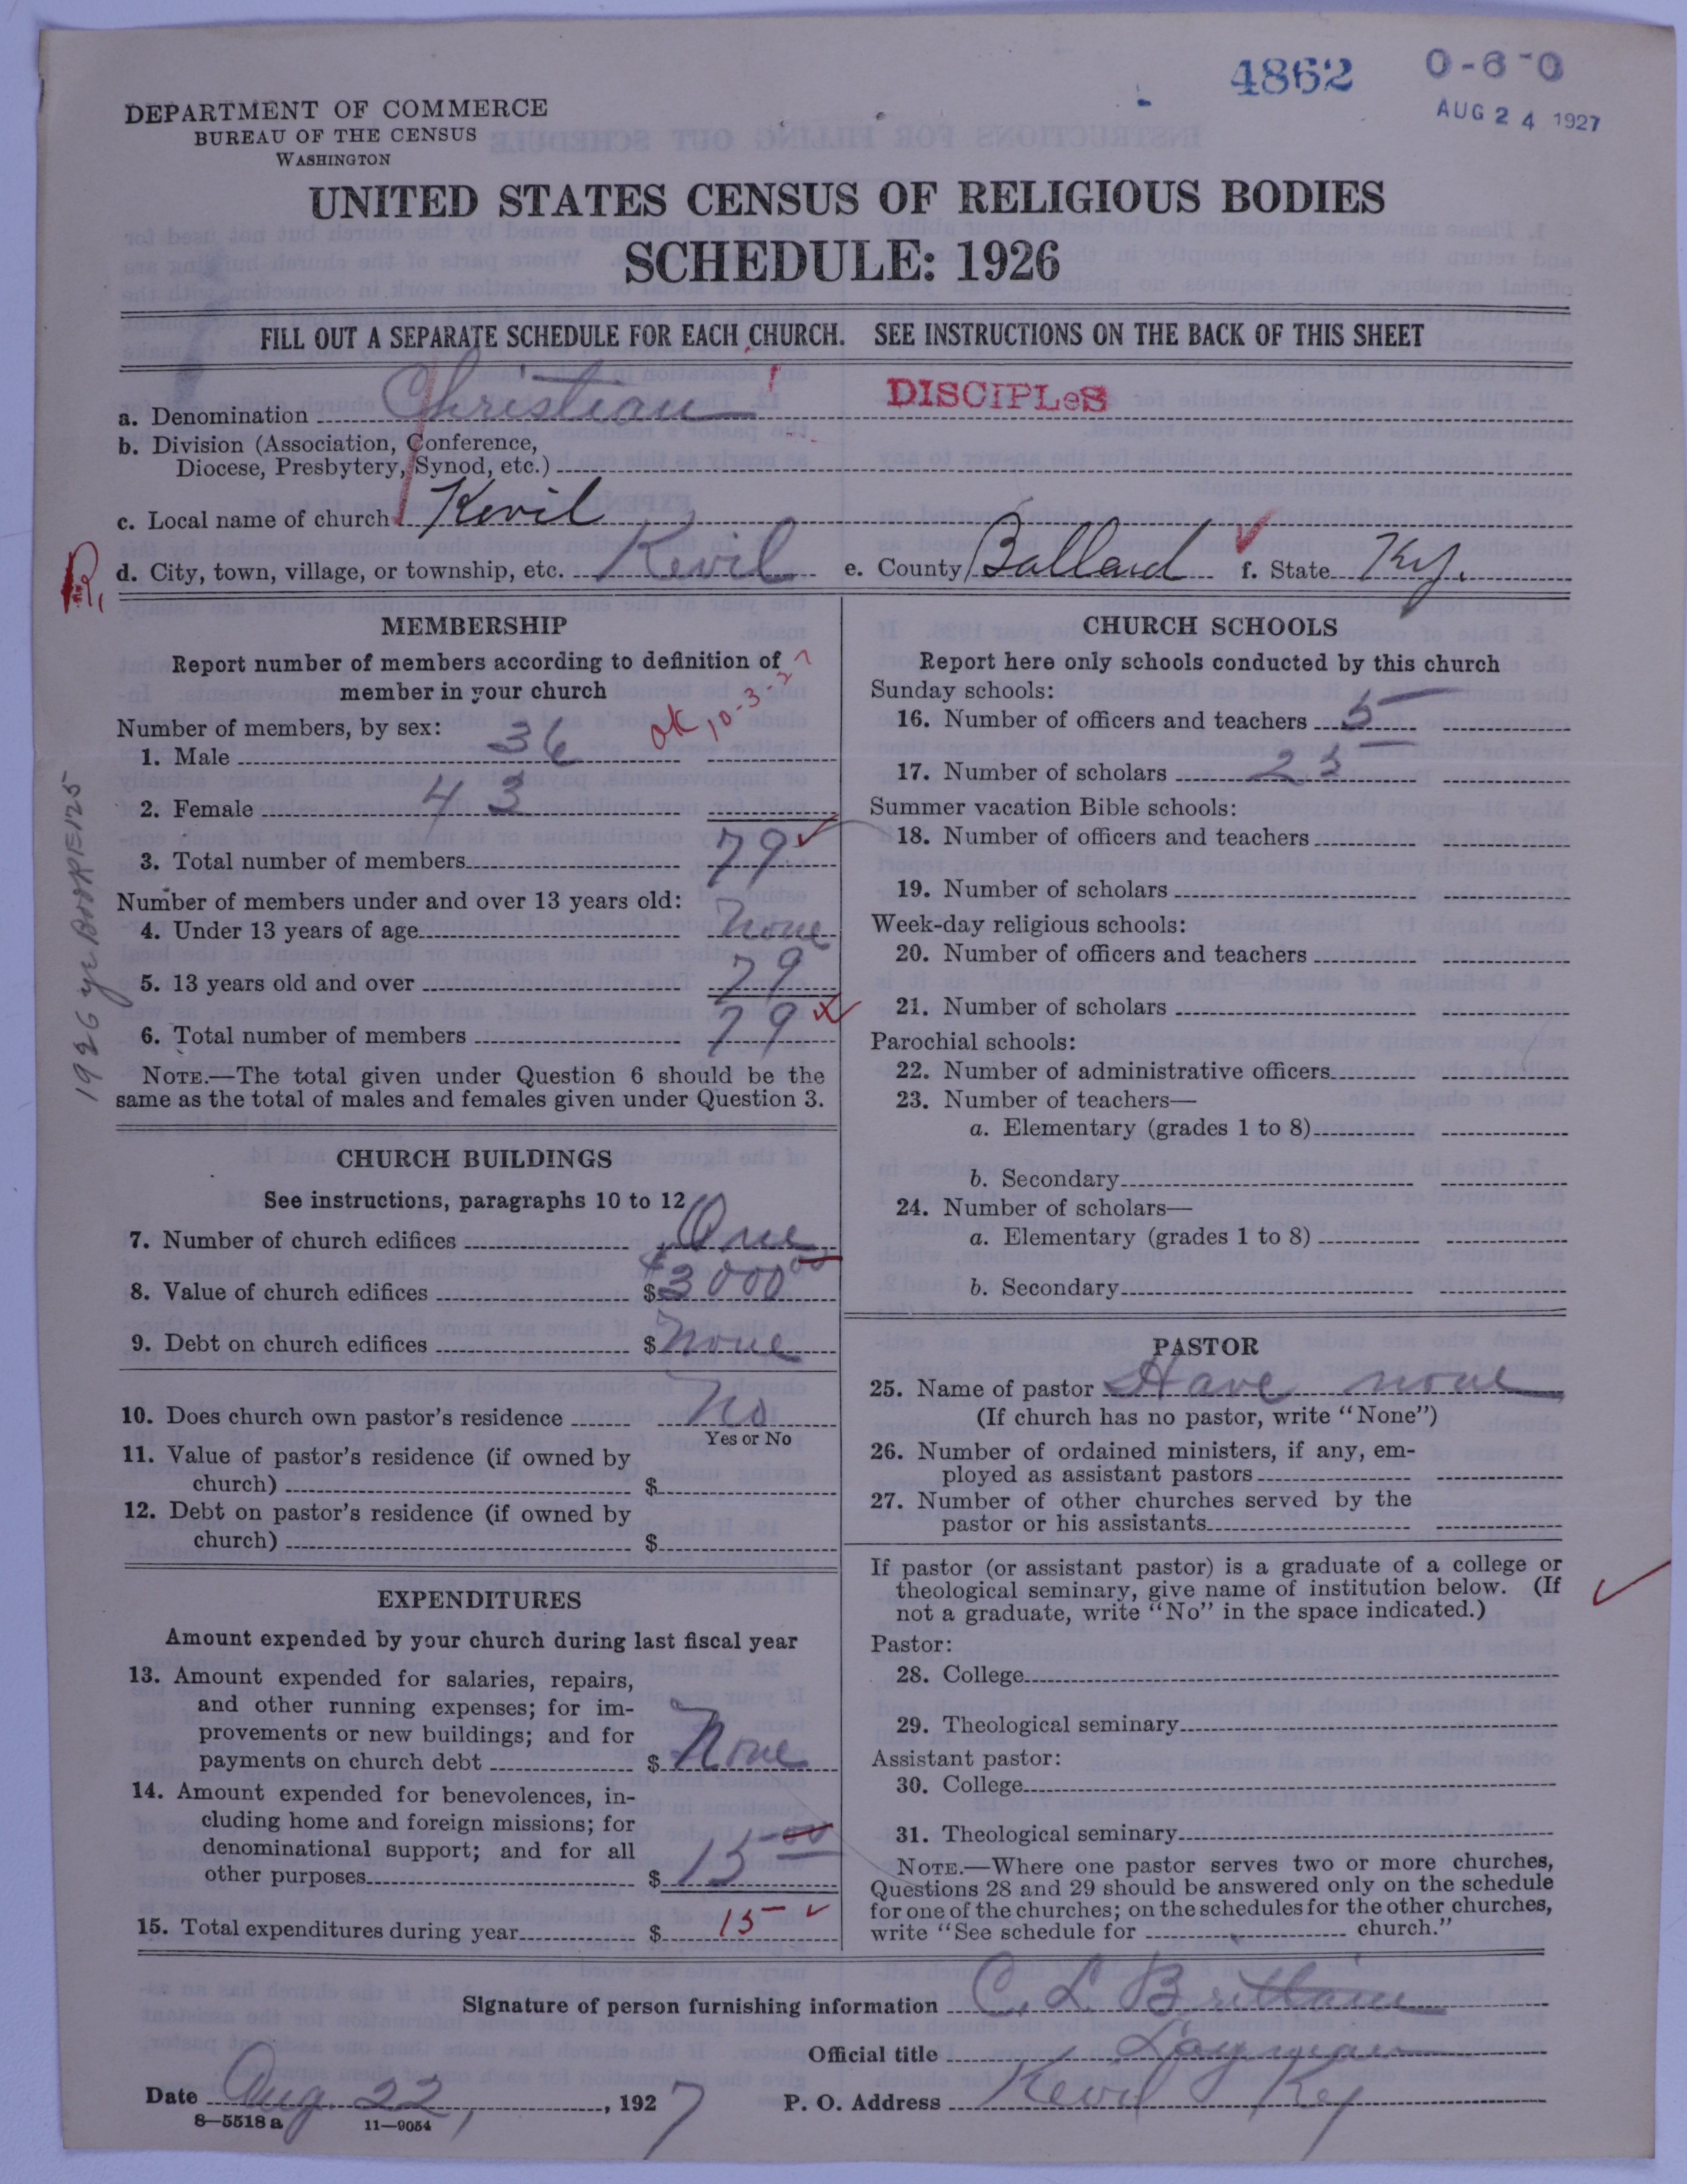 4862
0-6-0
AUG 24 1927
DEPARTMENT OF COMMERCE
BUREAU OF THE CENSUS
WASHINGTON
UNITED STATES CENSUS OF RELIGIOUS BODIES
SCHEDULE: 1926
FILL OUT A SEPARATE SCHEDULE FOR EACH CHURCH. SEE INSTRUCTIONS ON THE BACK OF THIS SHEET
a. Denomination Christian DISCIPLeS
b. Division (Association, Conference,
Diocese, Presbytery, Synod, etc.)
c. Local name of church Kevil
d. City, town, village, or township, etc. Kevil e. County Ballard f. State Ky.
R,
1926 yr Book E125
MEMBERSHIP
Report number of members according to definition of
member in your church
OK 10-3-27
Number of members, by sex:
1. Male 36
2. Female 43
3. Total number of members 79
Number of members under and over 13 years old:
4. Under 13 years of age None
5. 13 years old and over 79
6. Total number of members 79
NOTE.—The total given under Question 6 should be the
same as the total of males and females given under Question 3.
CHURCH BUILDINGS
See instructions, paragraphs 10 to 12
7. Number of church edifices One
8. Value of church edifices $3000 00
9. Debt on church edifices $None
10. Does church own pastor's residence No
Yes or No
11. Value of pastor's residence (if owned by
church) $
12. Debt on pastor's residence (if owned by
church) $
EXPENDITURES
Amount expended by your church during last fiscal year
13. Amount expended for salaries, repairs,
and other running expenses; for im-
provements or new buildings; and for
payments on church debt $ None
14. Amount expended for benevolences, in-
cluding home and foreign missions; for
denominational support; and for all
other purposes $ 15 00
15. Total expenditures during year $ 15
CHURCH SCHOOLS
Report here only schools conducted by this church
Sunday schools:
16. Number of officers and teachers 5
17. Number of scholars 23
Summer vacation Bible schools:
18. Number of officers and teachers
19. Number of scholars
Week-day religious schools:
20. Number of officers and teachers
21. Number of scholars
Parochial schools:
22. Number of administrative officers
23. Number of teachers—
a. Elementary (grades 1 to 8)
b. Secondary
24. Number of scholars—
a. Elementary (grades 1 to 8)
b. Secondary
PASTOR
25. Name of pastor Have none
(If church has no pastor, write "None")
26. Number of ordained ministers, if any, em-
ployed as assistant pastors
27. Number of other churches served by the
pastor or his assistants
If pastor (or assistant pastor) is a graduate of a college or
theological seminary, give name of institution below. (If
not a graduate, write "No" in the space indicated.)
Pastor:
28. College
29. Theological seminary
Assistant pastor:
30. College
31. Theological seminary
NOTE.—Where one pastor serves two or more churches,
Questions 28 and 29 should be answered only on the schedule
for one of the churches; on the schedules for the other churches,
write "See schedule for church."
Signature of person furnishing information C. L. Brittain
Official title Layman
Date Aug. 22, 1927 P. O. Address Kevil Ky
8—5518 a 11—9054